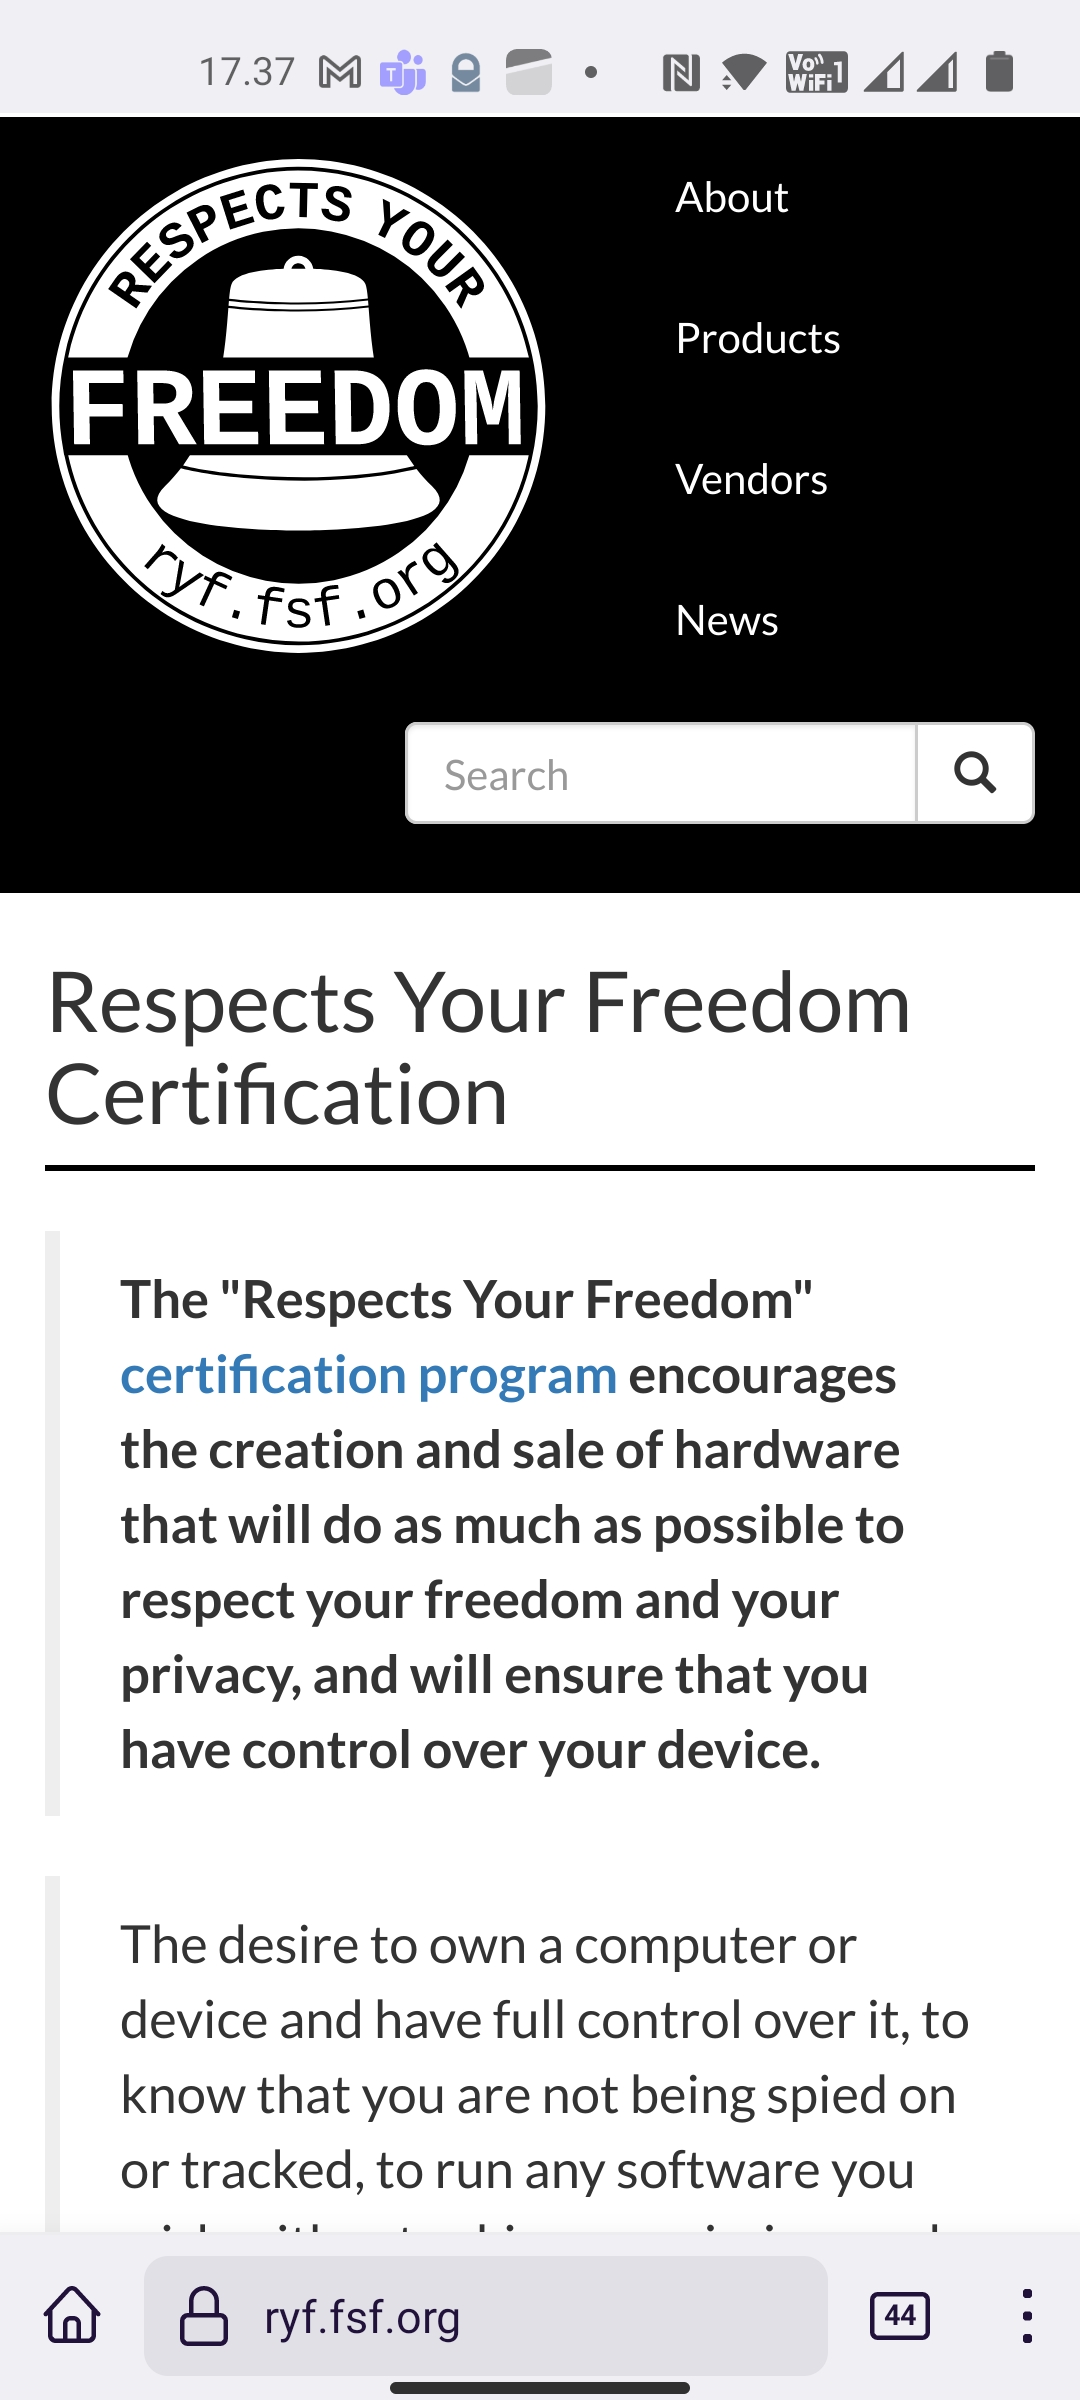 17.37
Vo WiFi 1
RESPECTS YOUR
FREEDOM
ryf.fsf.org
About
Products
Vendors
News
Search
Respects Your Freedom
Certification
The "Respects Your Freedom"
certification program encourages
the creation and sale of hardware
that will do as much as possible to
respect your freedom and your
privacy, and will ensure that you
have control over your device.
The desire to own a computer or
device and have full control over it, to
know that you are not being spied on
or tracked, to run any software you
ryf.fsf.org
44